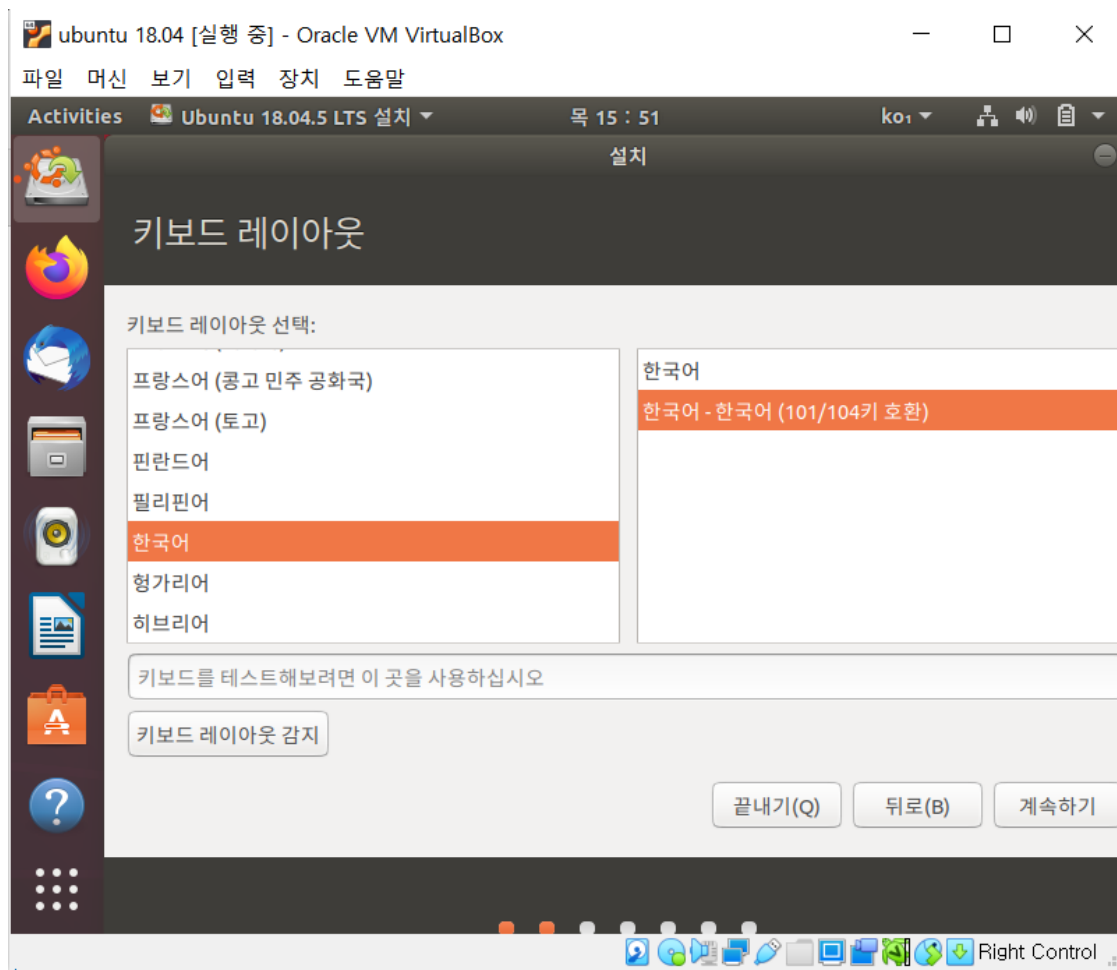 ubuntu 18.04 [실행 중] - Oracle VM VirtualBox
파일 머신 보기 입력 장치 도움말
Activities Ubuntu 18.04.5 LTS 설치 목 15 : 51 ko₁
설치
키보드 레이아웃
키보드 레이아웃 선택:
프랑스어 (콩고 민주 공화국)
프랑스어 (토고)
핀란드어
필리핀어
한국어
헝가리어
히브리어
한국어
한국어 - 한국어 (101/104키 호환)
키보드를 테스트해보려면 이 곳을 사용하십시오
키보드 레이아웃 감지
끝내기(Q) 뒤로(B) 계속하기
Right Control